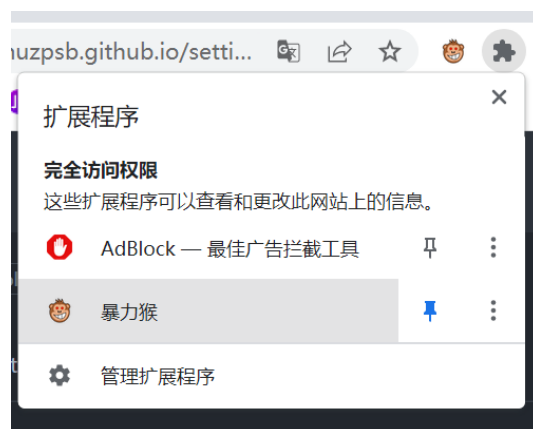 uzpsb.github.io/setti...
扩展程序
完全访问权限
这些扩展程序可以查看和更改此网站上的信息。
AdBlock — 最佳广告拦截工具
暴力猴
管理扩展程序